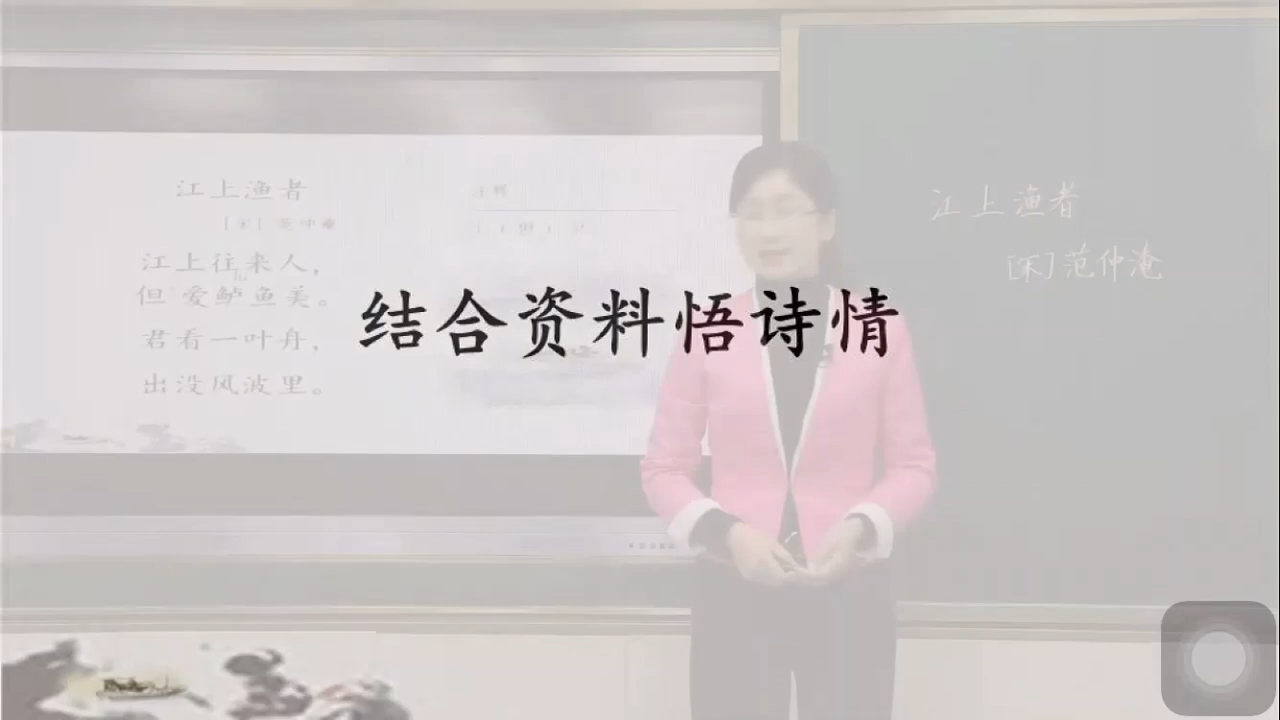 江上渔者
[宋] 范仲淹
江上往来人，
但爱鲈鱼美。
君看一叶舟，
出没风波里。
结合资料悟诗情
江上渔者
[宋] 范仲淹